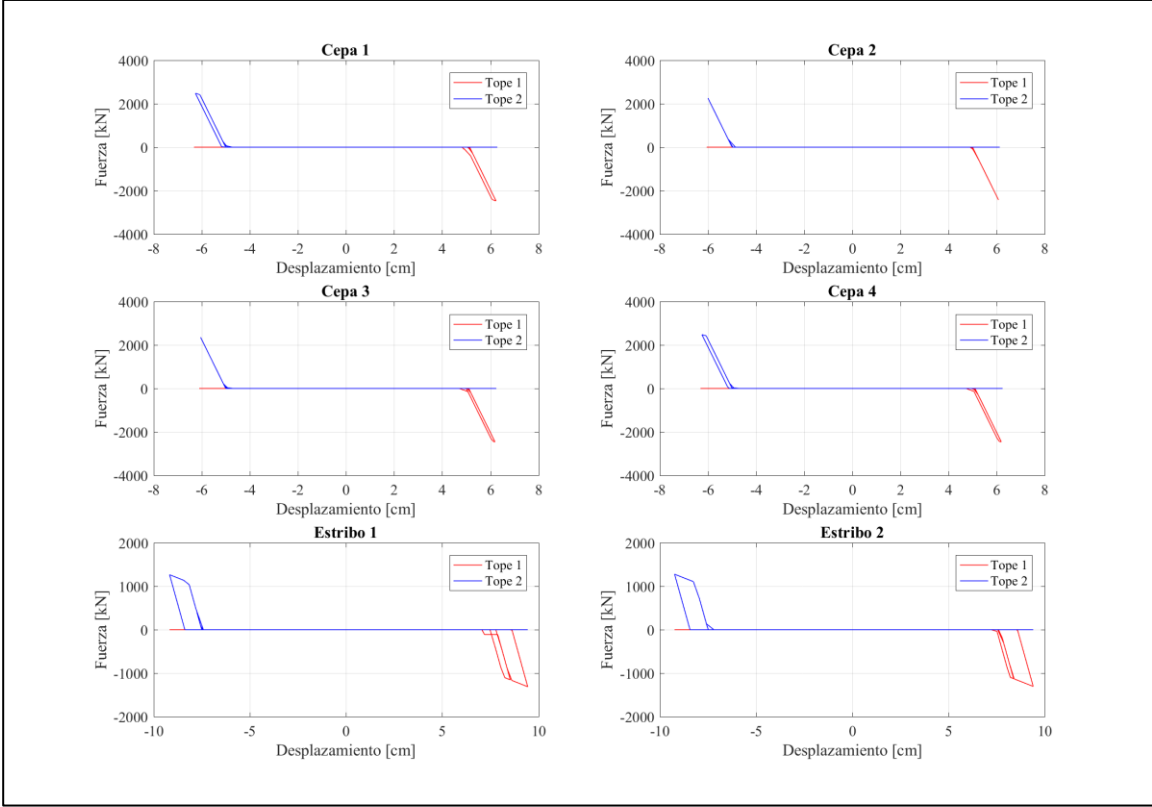 Cepa 1
4000
2000
0
-2000
-4000
Fuerza [kN]
Tope 1
Tope 2
-8 -6 -4 -2 0 2 4 6 8
Desplazamiento [cm]
Cepa 2
4000
2000
0
-2000
-4000
Fuerza [kN]
Tope 1
Tope 2
-8 -6 -4 -2 0 2 4 6 8
Desplazamiento [cm]
Cepa 3
4000
2000
0
-2000
-4000
Fuerza [kN]
Tope 1
Tope 2
-8 -6 -4 -2 0 2 4 6 8
Desplazamiento [cm]
Cepa 4
4000
2000
0
-2000
-4000
Fuerza [kN]
Tope 1
Tope 2
-8 -6 -4 -2 0 2 4 6 8
Desplazamiento [cm]
Estribo 1
2000
1000
0
-1000
-2000
Fuerza [kN]
Tope 1
Tope 2
-10 -5 0 5 10
Desplazamiento [cm]
Estribo 2
2000
1000
0
-1000
-2000
Fuerza [kN]
Tope 1
Tope 2
-10 -5 0 5 10
Desplazamiento [cm]